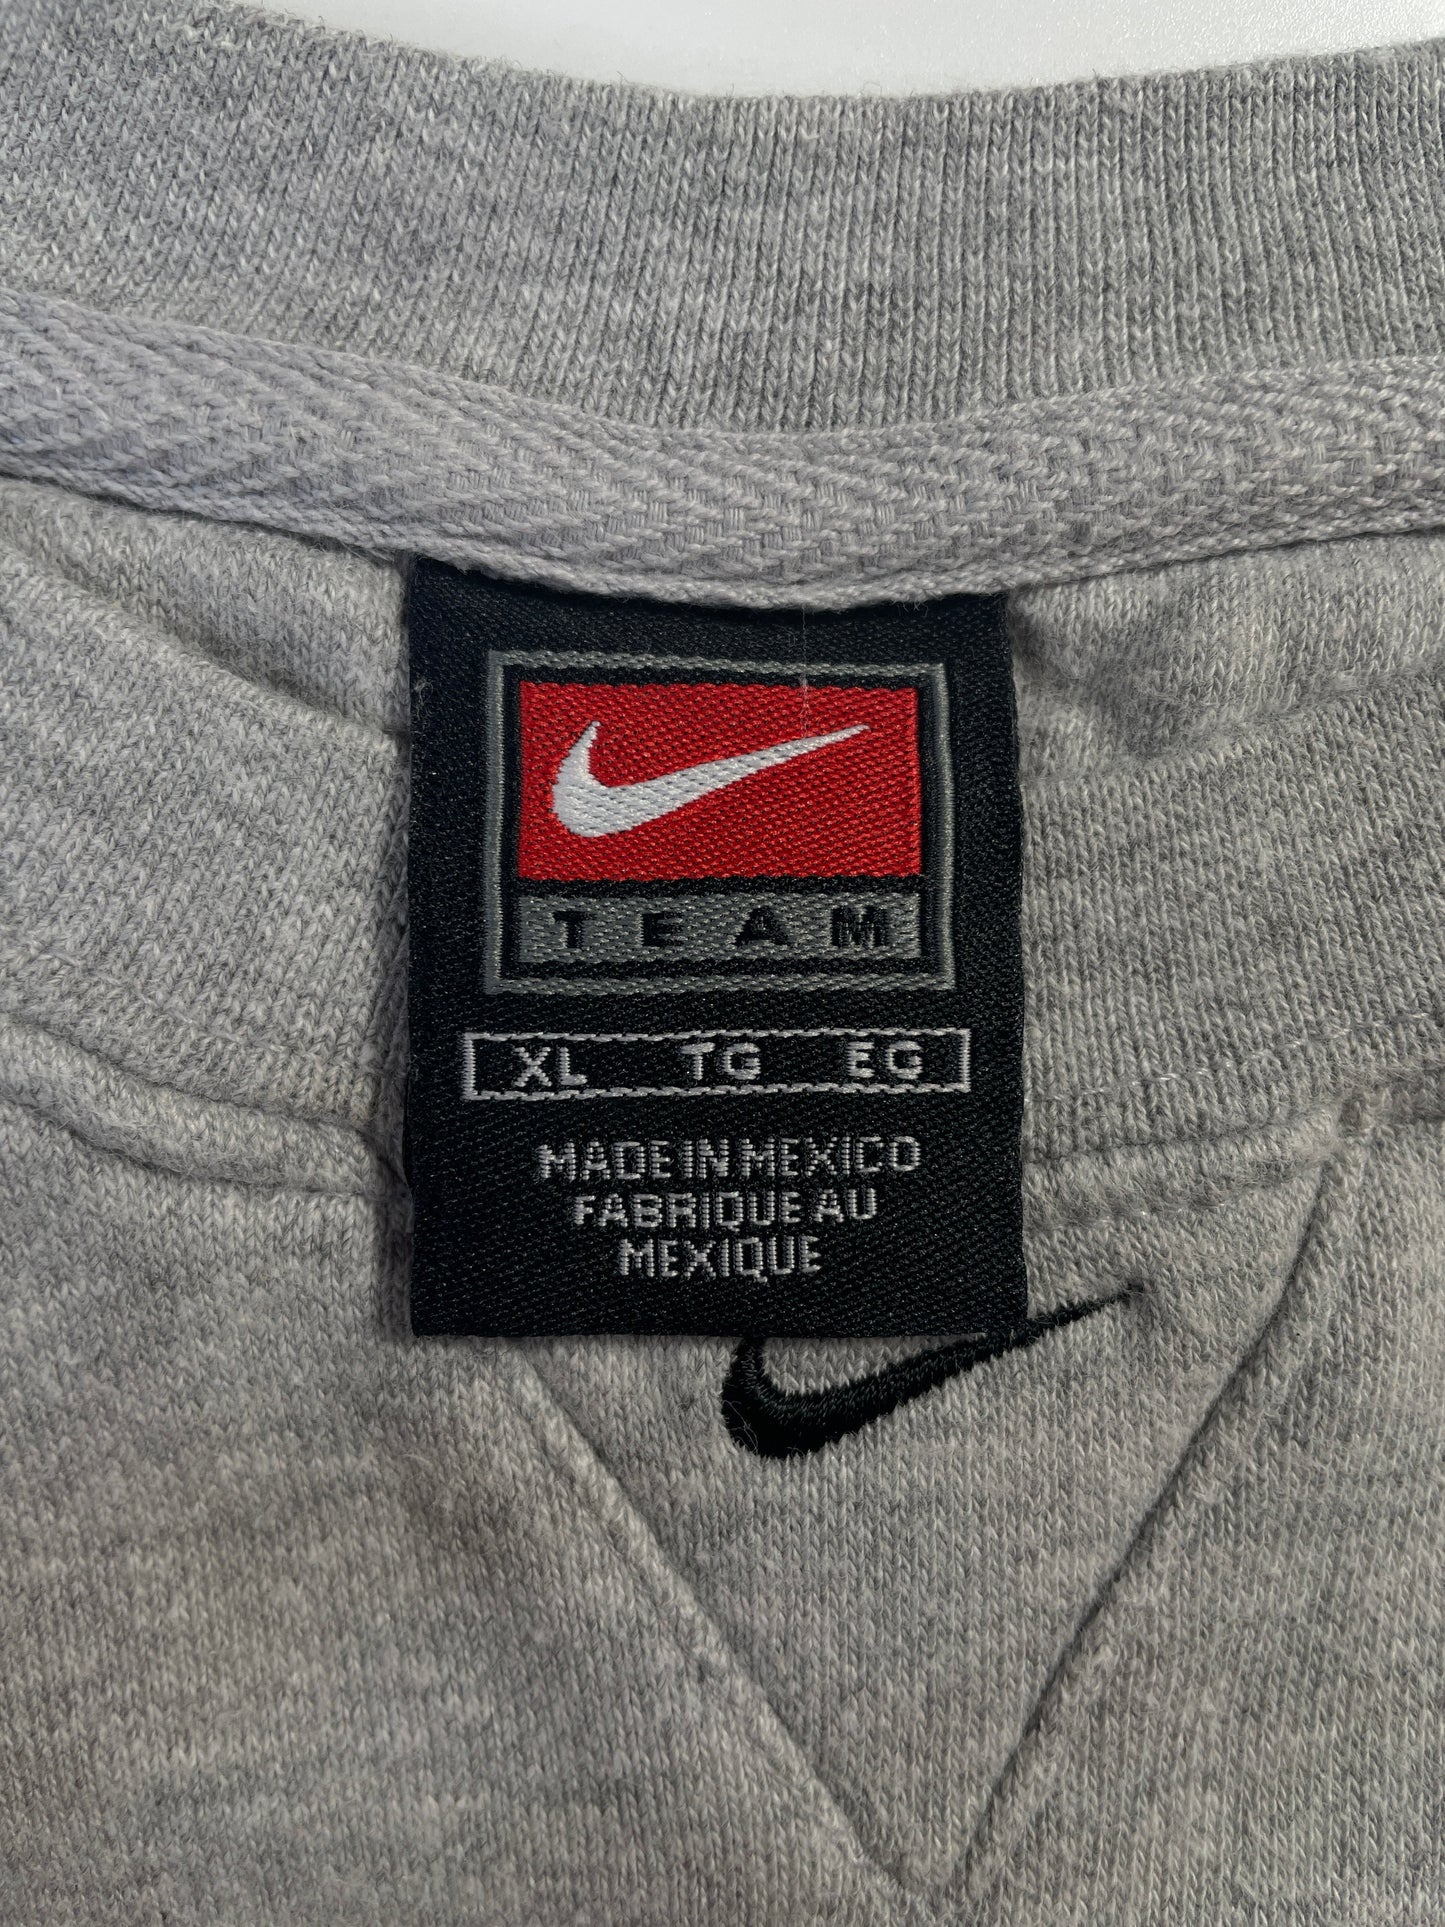 TEAM
XL TG EG
MADE IN MEXICO
FABRIQUE AU
MEXIQUE